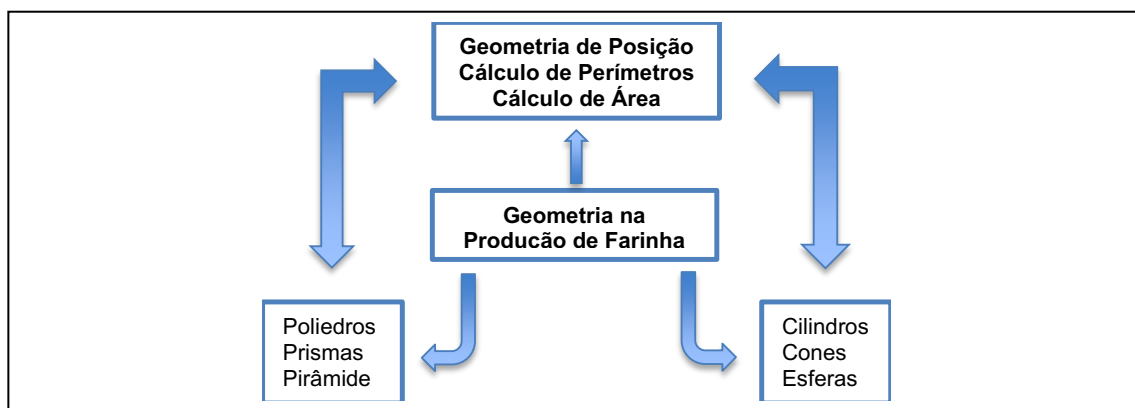 Geometria de Posição
Cálculo de Perímetros
Cálculo de Área
Geometria na
Producão de Farinha
Poliedros
Prismas
Pirâmide
Cilindros
Cones
Esferas